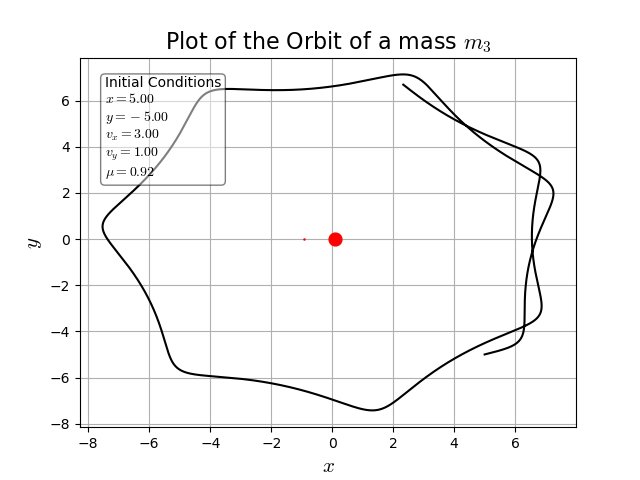 Plot of the Orbit of a mass m₃
Initial Conditions
x = 5.00
y = − 5.00
vₓ = 3.00
v_y = 1.00
μ = 0.92
6
4
2
0
−2
−4
−6
−8
y
−8 −6 −4 −2 0 2 4 6
x